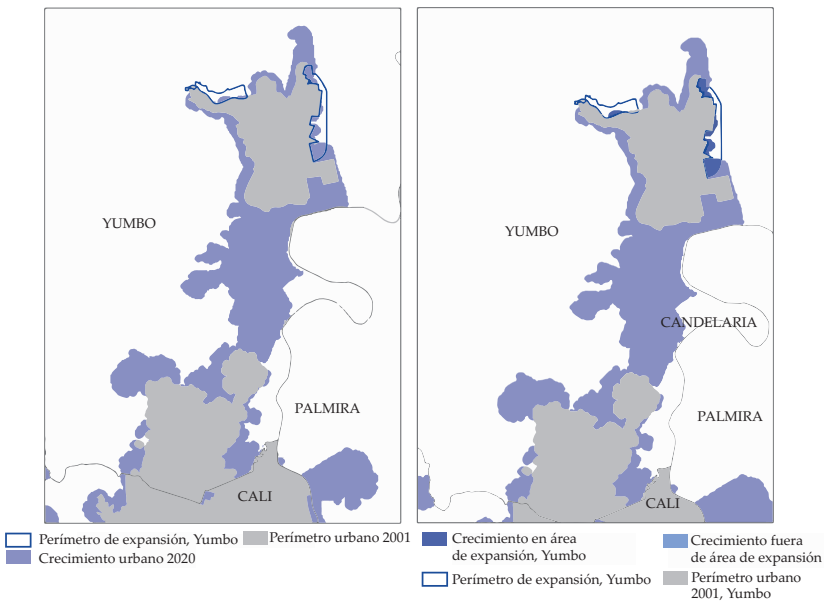 YUMBO
PALMIRA
CALI
Perímetro de expansión, Yumbo
Perímetro urbano 2001
Crecimiento urbano 2020
YUMBO
CANDELARIA
PALMIRA
CALI
Crecimiento en área
de expansión, Yumbo
Perímetro de expansión, Yumbo
Crecimiento fuera
de área de expansión
Perímetro urbano
2001, Yumbo